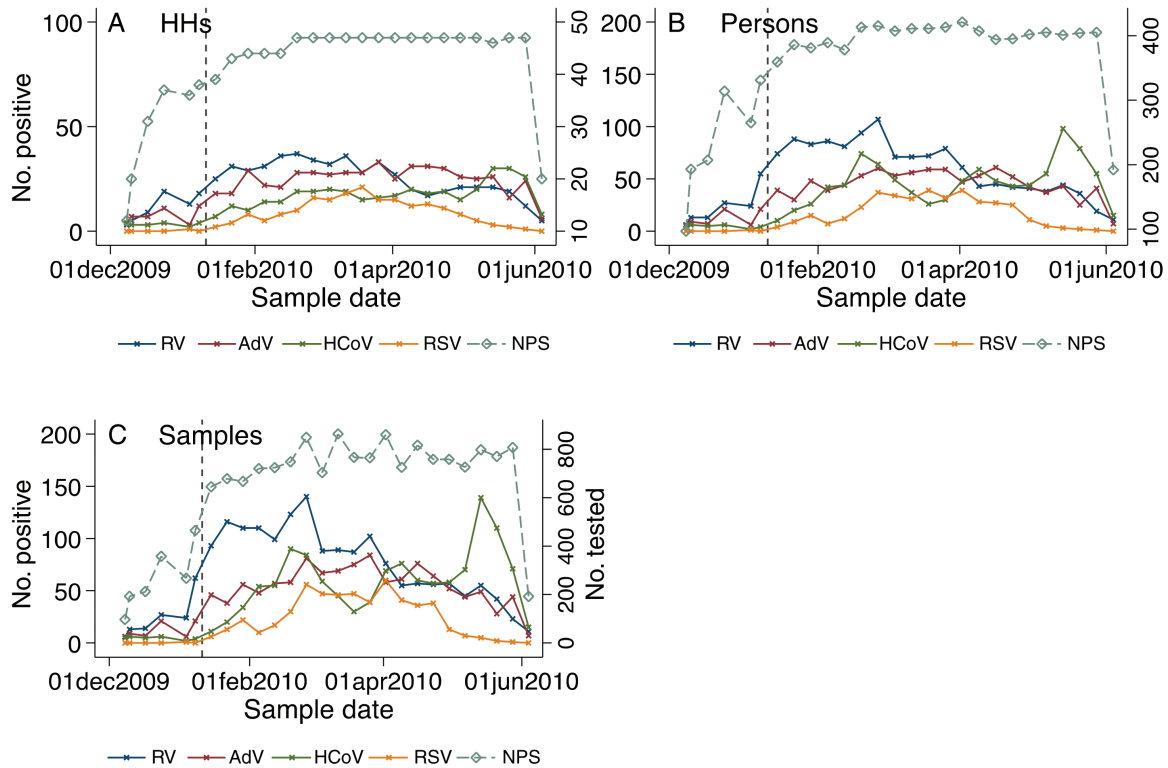 A HHs
100
50
0
No. positive
50
40
30
20
10
01dec2009 01feb2010 01apr2010 01jun2010
Sample date
RV AdV HCoV RSV NPS
B Persons
200
150
100
50
0
400
300
200
100
01dec2009 01feb2010 01apr2010 01jun2010
Sample date
RV AdV HCoV RSV NPS
C Samples
200
150
100
50
0
No. positive
800
600
400
200
0
No. tested
01dec2009 01feb2010 01apr2010 01jun2010
Sample date
RV AdV HCoV RSV NPS